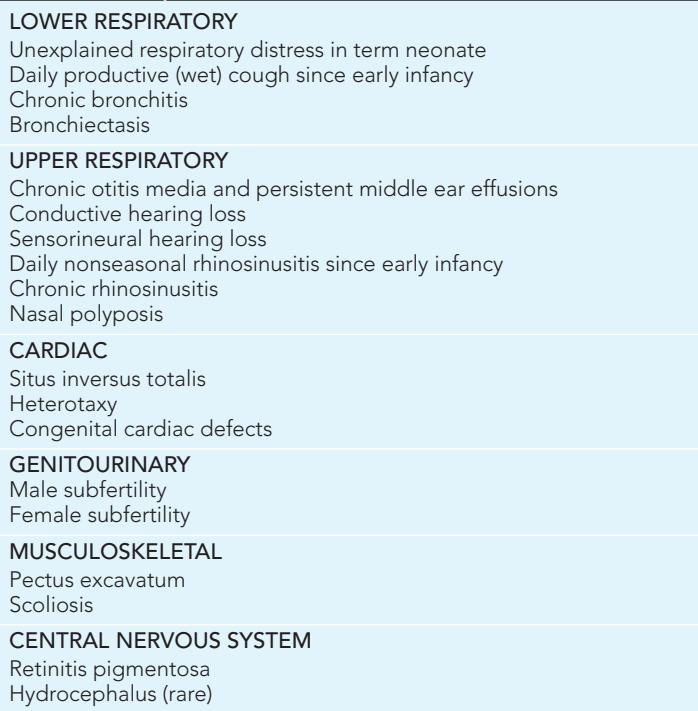 LOWER RESPIRATORY
Unexplained respiratory distress in term neonate
Daily productive (wet) cough since early infancy
Chronic bronchitis
Bronchiectasis
UPPER RESPIRATORY
Chronic otitis media and persistent middle ear effusions
Conductive hearing loss
Sensorineural hearing loss
Daily nonseasonal rhinosinusitis since early infancy
Chronic rhinosinusitis
Nasal polyposis
CARDIAC
Situs inversus totalis
Heterotaxy
Congenital cardiac defects
GENITOURINARY
Male subfertility
Female subfertility
MUSCULOSKELETAL
Pectus excavatum
Scoliosis
CENTRAL NERVOUS SYSTEM
Retinitis pigmentosa
Hydrocephalus (rare)